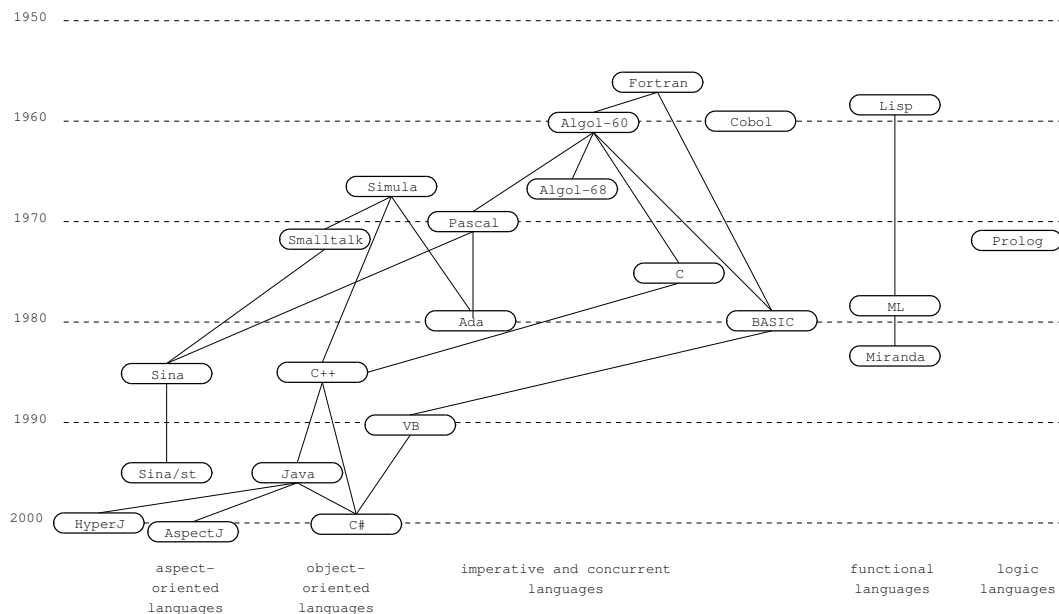 1950
Fortran
Lisp
1960
Algol-60
Cobol
Simula
Algol-68
1970
Pascal
Smalltalk
Prolog
C
ML
1980
Ada
BASIC
Miranda
Sina
C++
1990
VB
Sina/st
Java
2000
HyperJ
AspectJ
C#
aspect-
oriented
languages
object-
oriented
languages
imperative and concurrent
languages
functional
languages
logic
languages